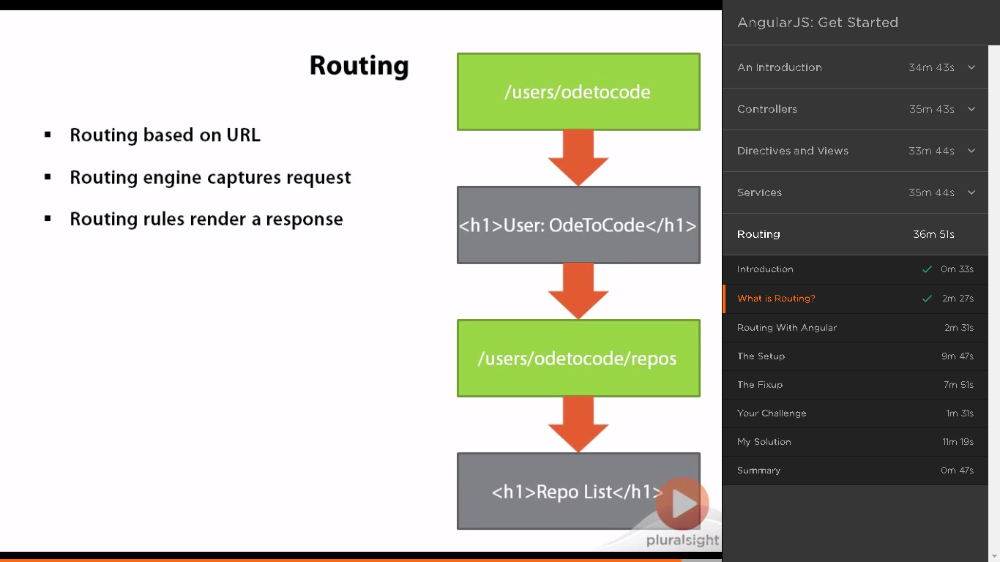 Routing
▪ Routing based on URL
▪ Routing engine captures request
▪ Routing rules render a response
/users/odetocode
<h1>User: OdeToCode</h1>
/users/odetocode/repos
<h1>Repo List</h1>
pluralsight
AngularJS: Get Started
An Introduction 34m 43s
Controllers 35m 43s
Directives and Views 33m 44s
Services 35m 44s
Routing 36m 51s
Introduction 0m 33s
What is Routing? 2m 27s
Routing With Angular 2m 31s
The Setup 9m 47s
The Fixup 7m 51s
Your Challenge 1m 31s
My Solution 11m 19s
Summary 0m 47s